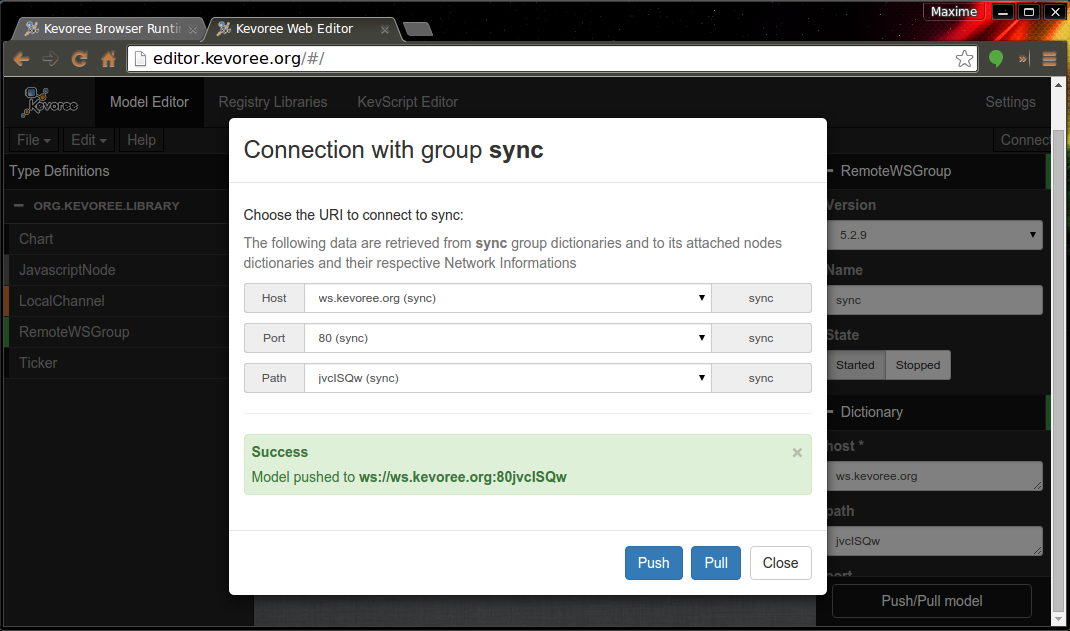 Maxime
Kevoree Browser Runti
Kevoree Web Editor
editor.kevoree.org/#/
Kevoree
Model Editor
Registry Libraries
KevScript Editor
Settings
File
Edit
Help
Connect
Type Definitions
ORG.KEVOREE.LIBRARY
Chart
JavascriptNode
LocalChannel
RemoteWSGroup
Ticker
Connection with group sync
Choose the URI to connect to sync:
The following data are retrieved from sync group dictionaries and to its attached nodes
dictionaries and their respective Network Informations
Host
ws.kevoree.org (sync)
sync
Port
80 (sync)
sync
Path
jvclSQw (sync)
sync
Success
Model pushed to ws://ws.kevoree.org:80jvclSQw
Push
Pull
Close
RemoteWSGroup
Version
5.2.9
Name
sync
State
Started
Stopped
Dictionary
host *
ws.kevoree.org
path
jvclSQw
port
Push/Pull model